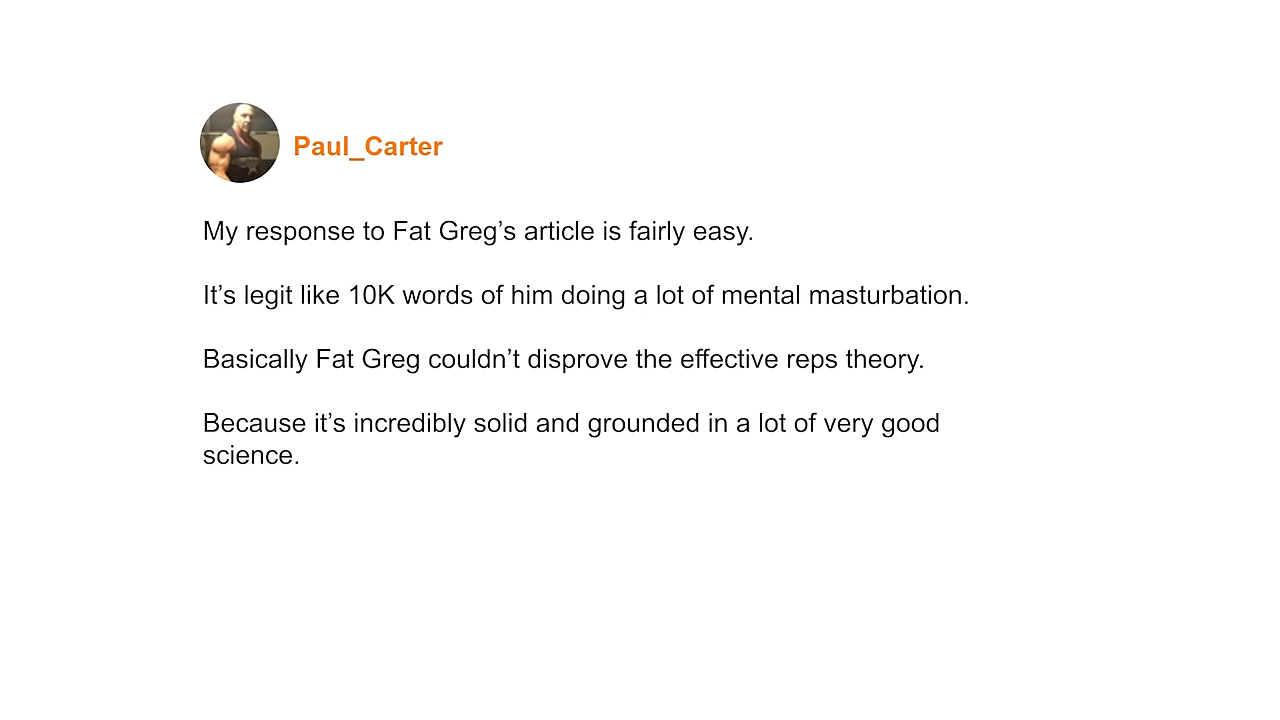 Paul_Carter
My response to Fat Greg’s article is fairly easy.
It’s legit like 10K words of him doing a lot of mental masturbation.
Basically Fat Greg couldn’t disprove the effective reps theory.
Because it’s incredibly solid and grounded in a lot of very good
science.